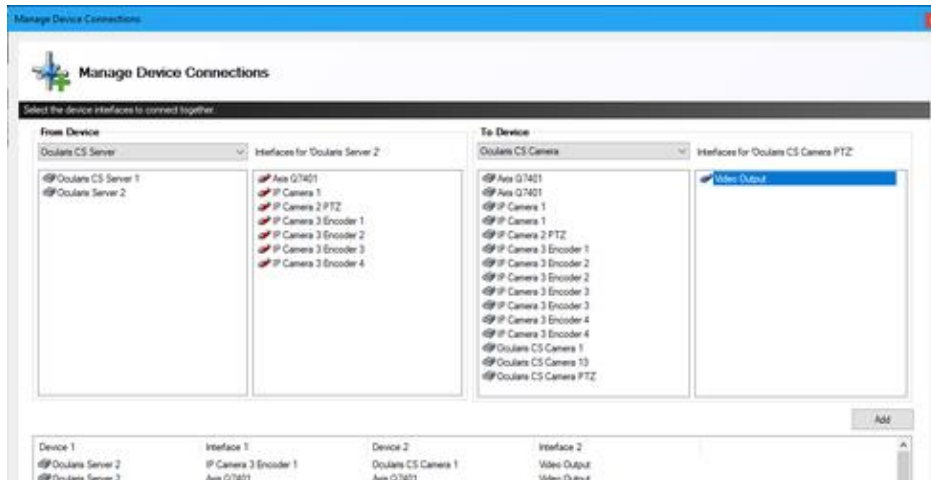 Manage Device Connections
Manage Device Connections
Select the device interfaces to connect together.
From Device
Ocularis CS Server
Interfaces for 'Ocularis Server 2'
Ocularis CS Server 1
Ocularis Server 2
Axis Q7401
IP Camera 1
IP Camera 2 PTZ
IP Camera 3 Encoder 1
IP Camera 3 Encoder 2
IP Camera 3 Encoder 3
IP Camera 3 Encoder 4
To Device
Ocularis CS Camera
Interfaces for 'Ocularis CS Camera PTZ'
Axis Q7401
Axis Q7401
IP Camera 1
IP Camera 1
IP Camera 2 PTZ
IP Camera 3 Encoder 1
IP Camera 3 Encoder 2
IP Camera 3 Encoder 2
IP Camera 3 Encoder 3
IP Camera 3 Encoder 3
IP Camera 3 Encoder 4
IP Camera 3 Encoder 4
Ocularis CS Camera 1
Ocularis CS Camera 13
Ocularis CS Camera PTZ
Video Output
Add
Device 1 Interface 1 Device 2 Interface 2
Ocularis Server 2 IP Camera 3 Encoder 1 Ocularis CS Camera 1 Video Output
Ocularis Server 2 Axis Q7401 Axis Q7401 Video Output